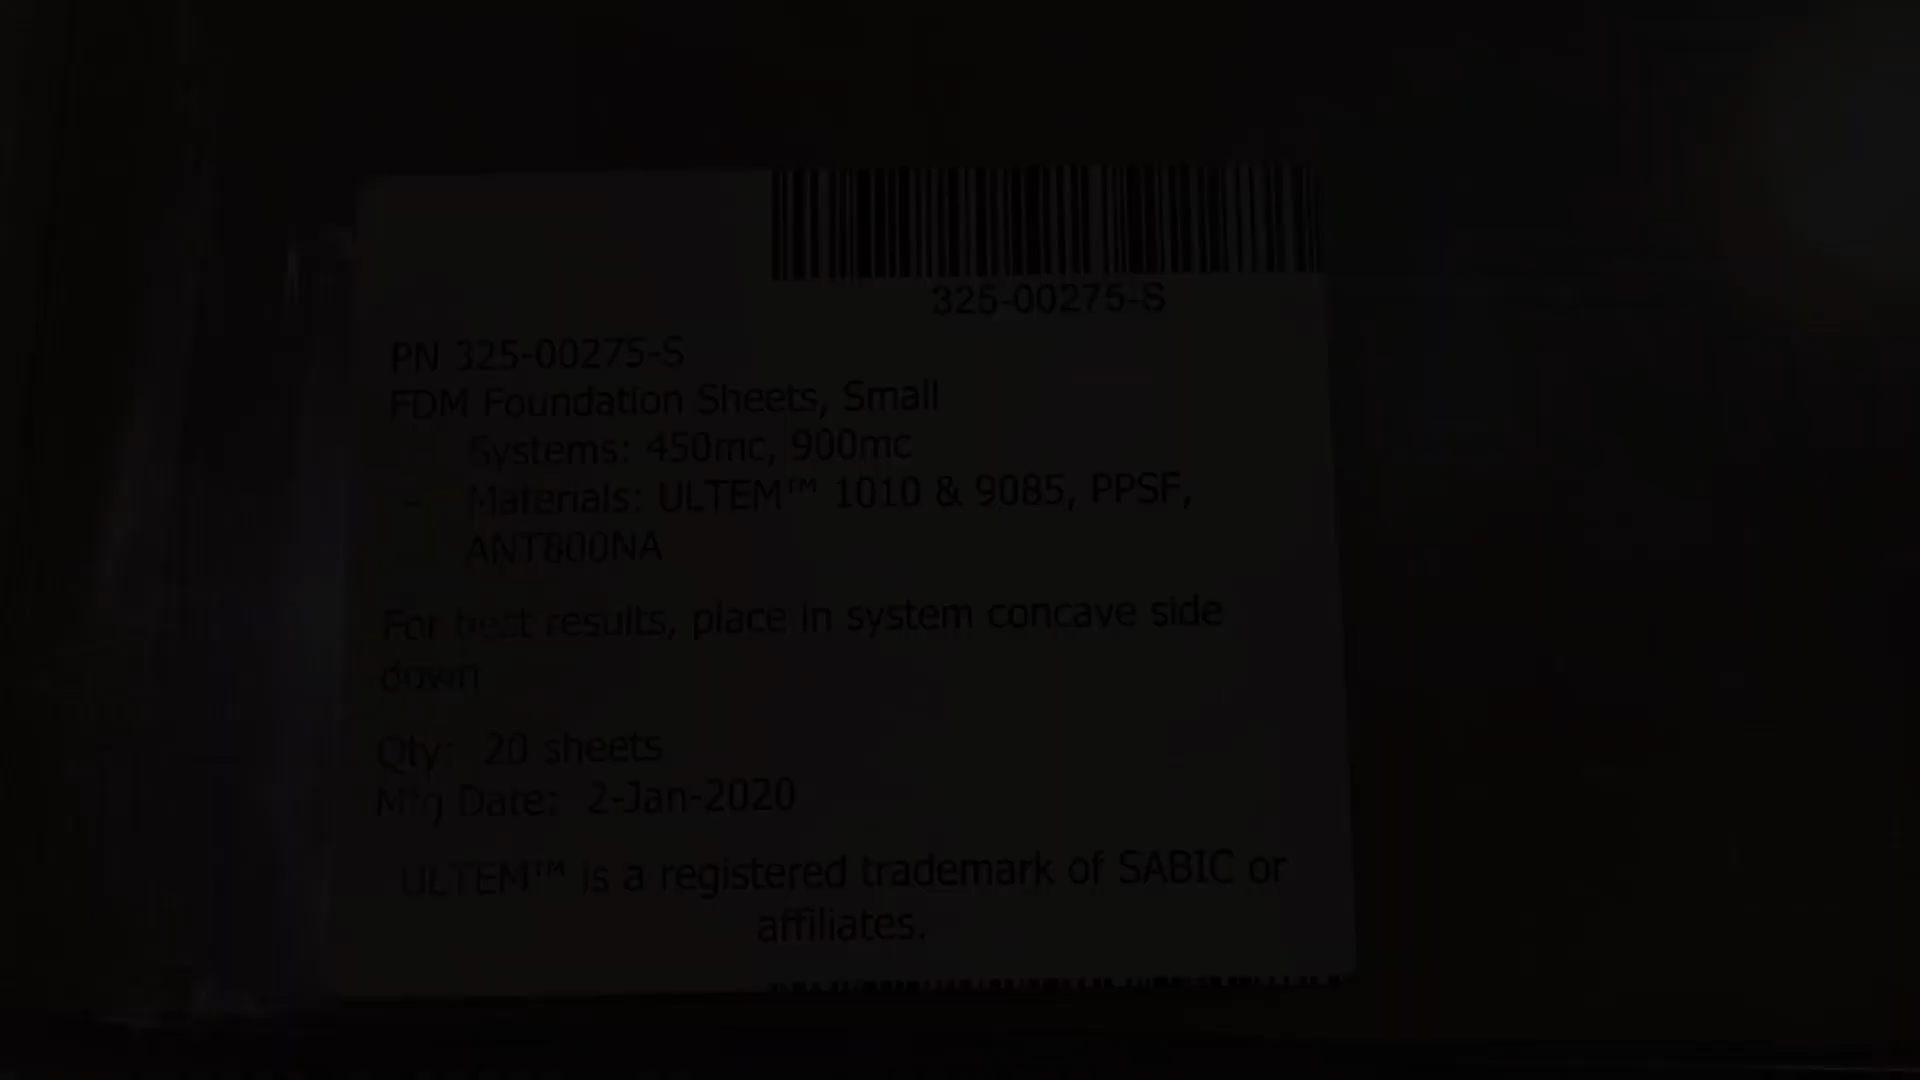 325-00275-S
PN 325-00275-S
FDM Foundation Sheets, Small
Systems: 450mc, 900mc
- Materials: ULTEM™ 1010 & 9085, PPSF,
ANT800NA
For best results, place in system concave side
down
Qty: 20 sheets
Mfg Date: 2-Jan-2020
ULTEM™ is a registered trademark of SABIC or
affiliates.